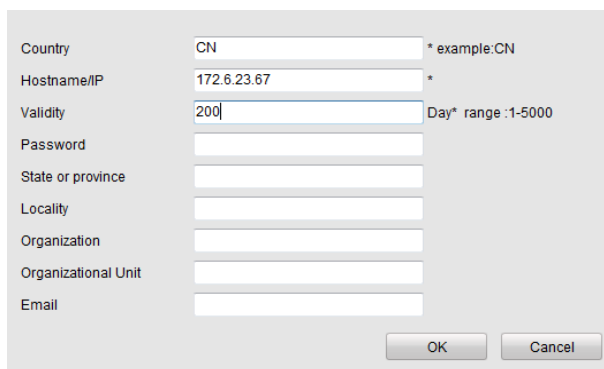 Country CN * example:CN
Hostname/IP 172.6.23.67 *
Validity 200 Day* range :1-5000
Password
State or province
Locality
Organization
Organizational Unit
Email
OK Cancel